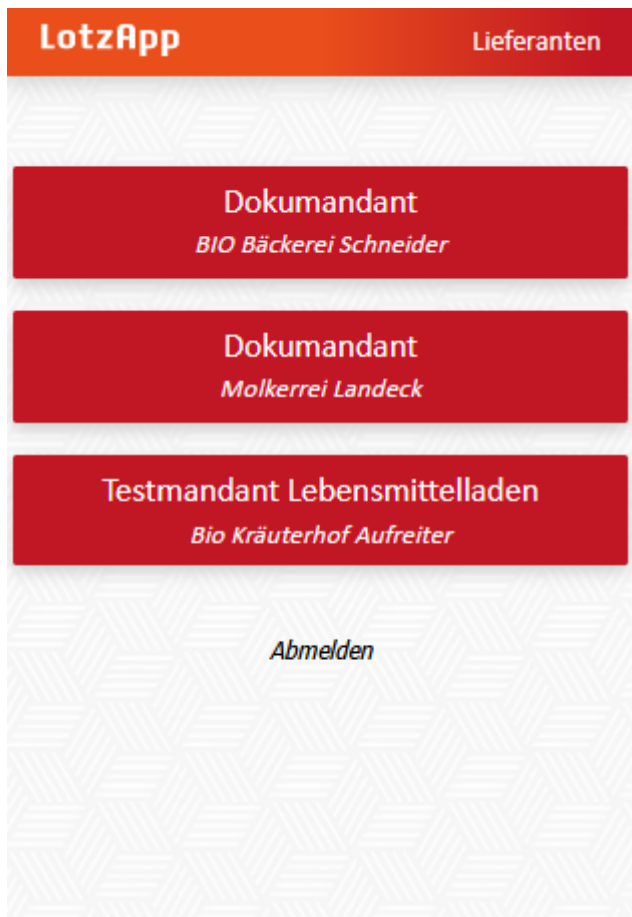 LotzApp
Lieferanten
Dokumandant
BIO Bäckerei Schneider
Dokumandant
Molkerrei Landeck
Testmandant Lebensmittelladen
Bio Kräuterhof Aufreiter
Abmelden